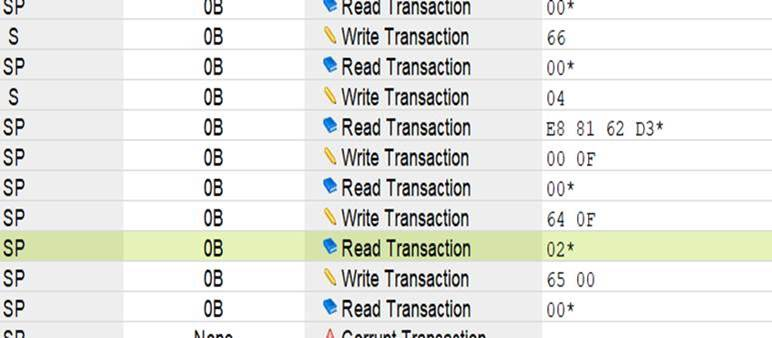 SP 0B Read Transaction 00*
S 0B Write Transaction 66
SP 0B Read Transaction 00*
S 0B Write Transaction 04
SP 0B Read Transaction E8 81 62 D3*
SP 0B Write Transaction 00 0F
SP 0B Read Transaction 00*
SP 0B Write Transaction 64 0F
SP 0B Read Transaction 02*
SP 0B Write Transaction 65 00
SP 0B Read Transaction 00*
SP None Corrupt Transaction